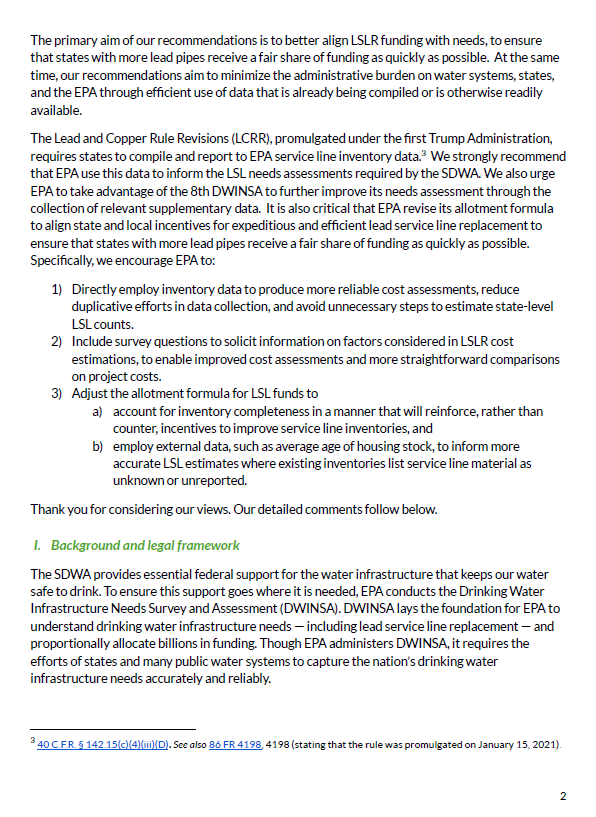 The primary aim of our recommendations is to better align LSLR funding with needs, to ensure
that states with more lead pipes receive a fair share of funding as quickly as possible. At the same
time, our recommendations aim to minimize the administrative burden on water systems, states,
and the EPA through efficient use of data that is already being compiled or is otherwise readily
available.
The Lead and Copper Rule Revisions (LCRR), promulgated under the first Trump Administration,
requires states to compile and report to EPA service line inventory data.³ We strongly recommend
that EPA use this data to inform the LSL needs assessments required by the SDWA. We also urge
EPA to take advantage of the 8th DWINSA to further improve its needs assessment through the
collection of relevant supplementary data. It is also critical that EPA revise its allotment formula
to align state and local incentives for expeditious and efficient lead service line replacement to
ensure that states with more lead pipes receive a fair share of funding as quickly as possible.
Specifically, we encourage EPA to:
1) Directly employ inventory data to produce more reliable cost assessments, reduce
duplicative efforts in data collection, and avoid unnecessary steps to estimate state-level
LSL counts.
2) Include survey questions to solicit information on factors considered in LSLR cost
estimations, to enable improved cost assessments and more straightforward comparisons
on project costs.
3) Adjust the allotment formula for LSL funds to
a) account for inventory completeness in a manner that will reinforce, rather than
counter, incentives to improve service line inventories, and
b) employ external data, such as average age of housing stock, to inform more
accurate LSL estimates where existing inventories list service line material as
unknown or unreported.
Thank you for considering our views. Our detailed comments follow below.
I. Background and legal framework
The SDWA provides essential federal support for the water infrastructure that keeps our water
safe to drink. To ensure this support goes where it is needed, EPA conducts the Drinking Water
Infrastructure Needs Survey and Assessment (DWINSA). DWINSA lays the foundation for EPA to
understand drinking water infrastructure needs — including lead service line replacement — and
proportionally allocate billions in funding. Though EPA administers DWINSA, it requires the
efforts of states and many public water systems to capture the nation's drinking water
infrastructure needs accurately and reliably.
³ 40 C.F.R. § 142.15(c)(4)(iii)(D). See also 86 FR 4198, 4198 (stating that the rule was promulgated on January 15, 2021).
2